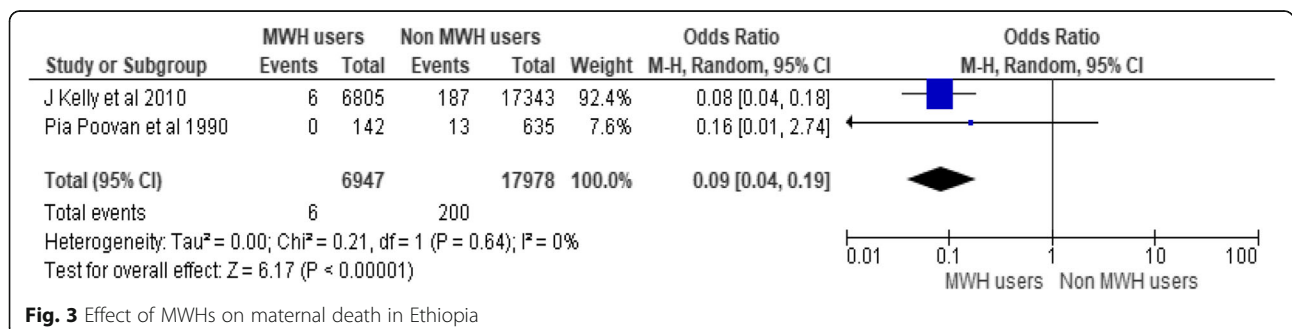 MWH users Non MWH users Odds Ratio Odds Ratio
Study or Subgroup Events Total Events Total Weight M-H, Random, 95% CI M-H, Random, 95% CI
J Kelly et al 2010 6 6805 187 17343 92.4% 0.08 [0.04, 0.18]
Pia Poovan et al 1990 0 142 13 635 7.6% 0.16 [0.01, 2.74]
Total (95% CI) 6947 17978 100.0% 0.09 [0.04, 0.19]
Total events 6 200
Heterogeneity: Tau² = 0.00; Chi² = 0.21, df = 1 (P = 0.64); I² = 0%
Test for overall effect: Z = 6.17 (P < 0.00001)
0.01 0.1 1 10 100
MWH users Non MWH users
Fig. 3 Effect of MWHs on maternal death in Ethiopia